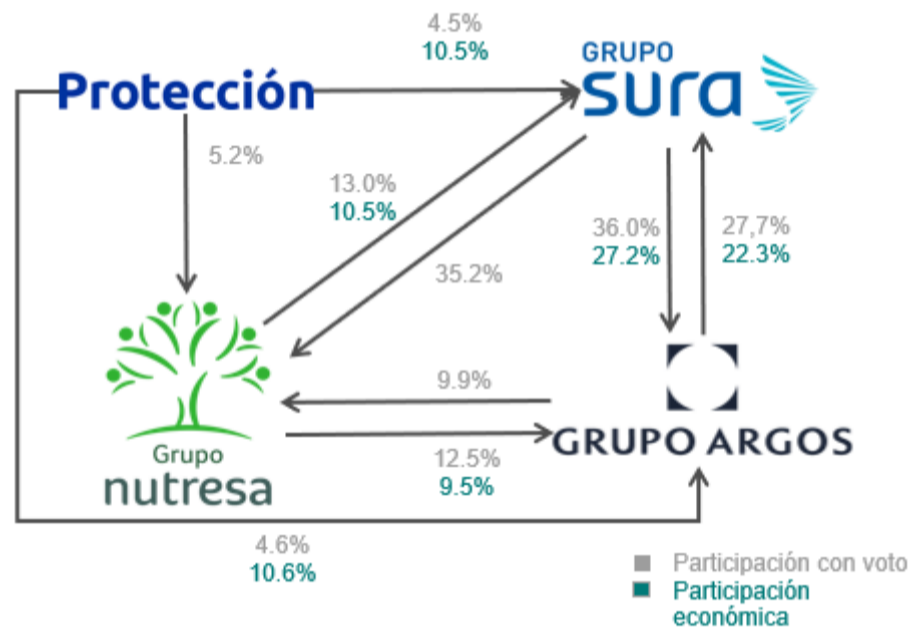 4.5%
10.5%
Protección
GRUPO
sura
5.2%
13.0%
10.5%
36.0%
27.2%
27,7%
22.3%
35.2%
9.9%
Grupo
nutresa
GRUPO ARGOS
12.5%
9.5%
4.6%
10.6%
Participación con voto
Participación
económica